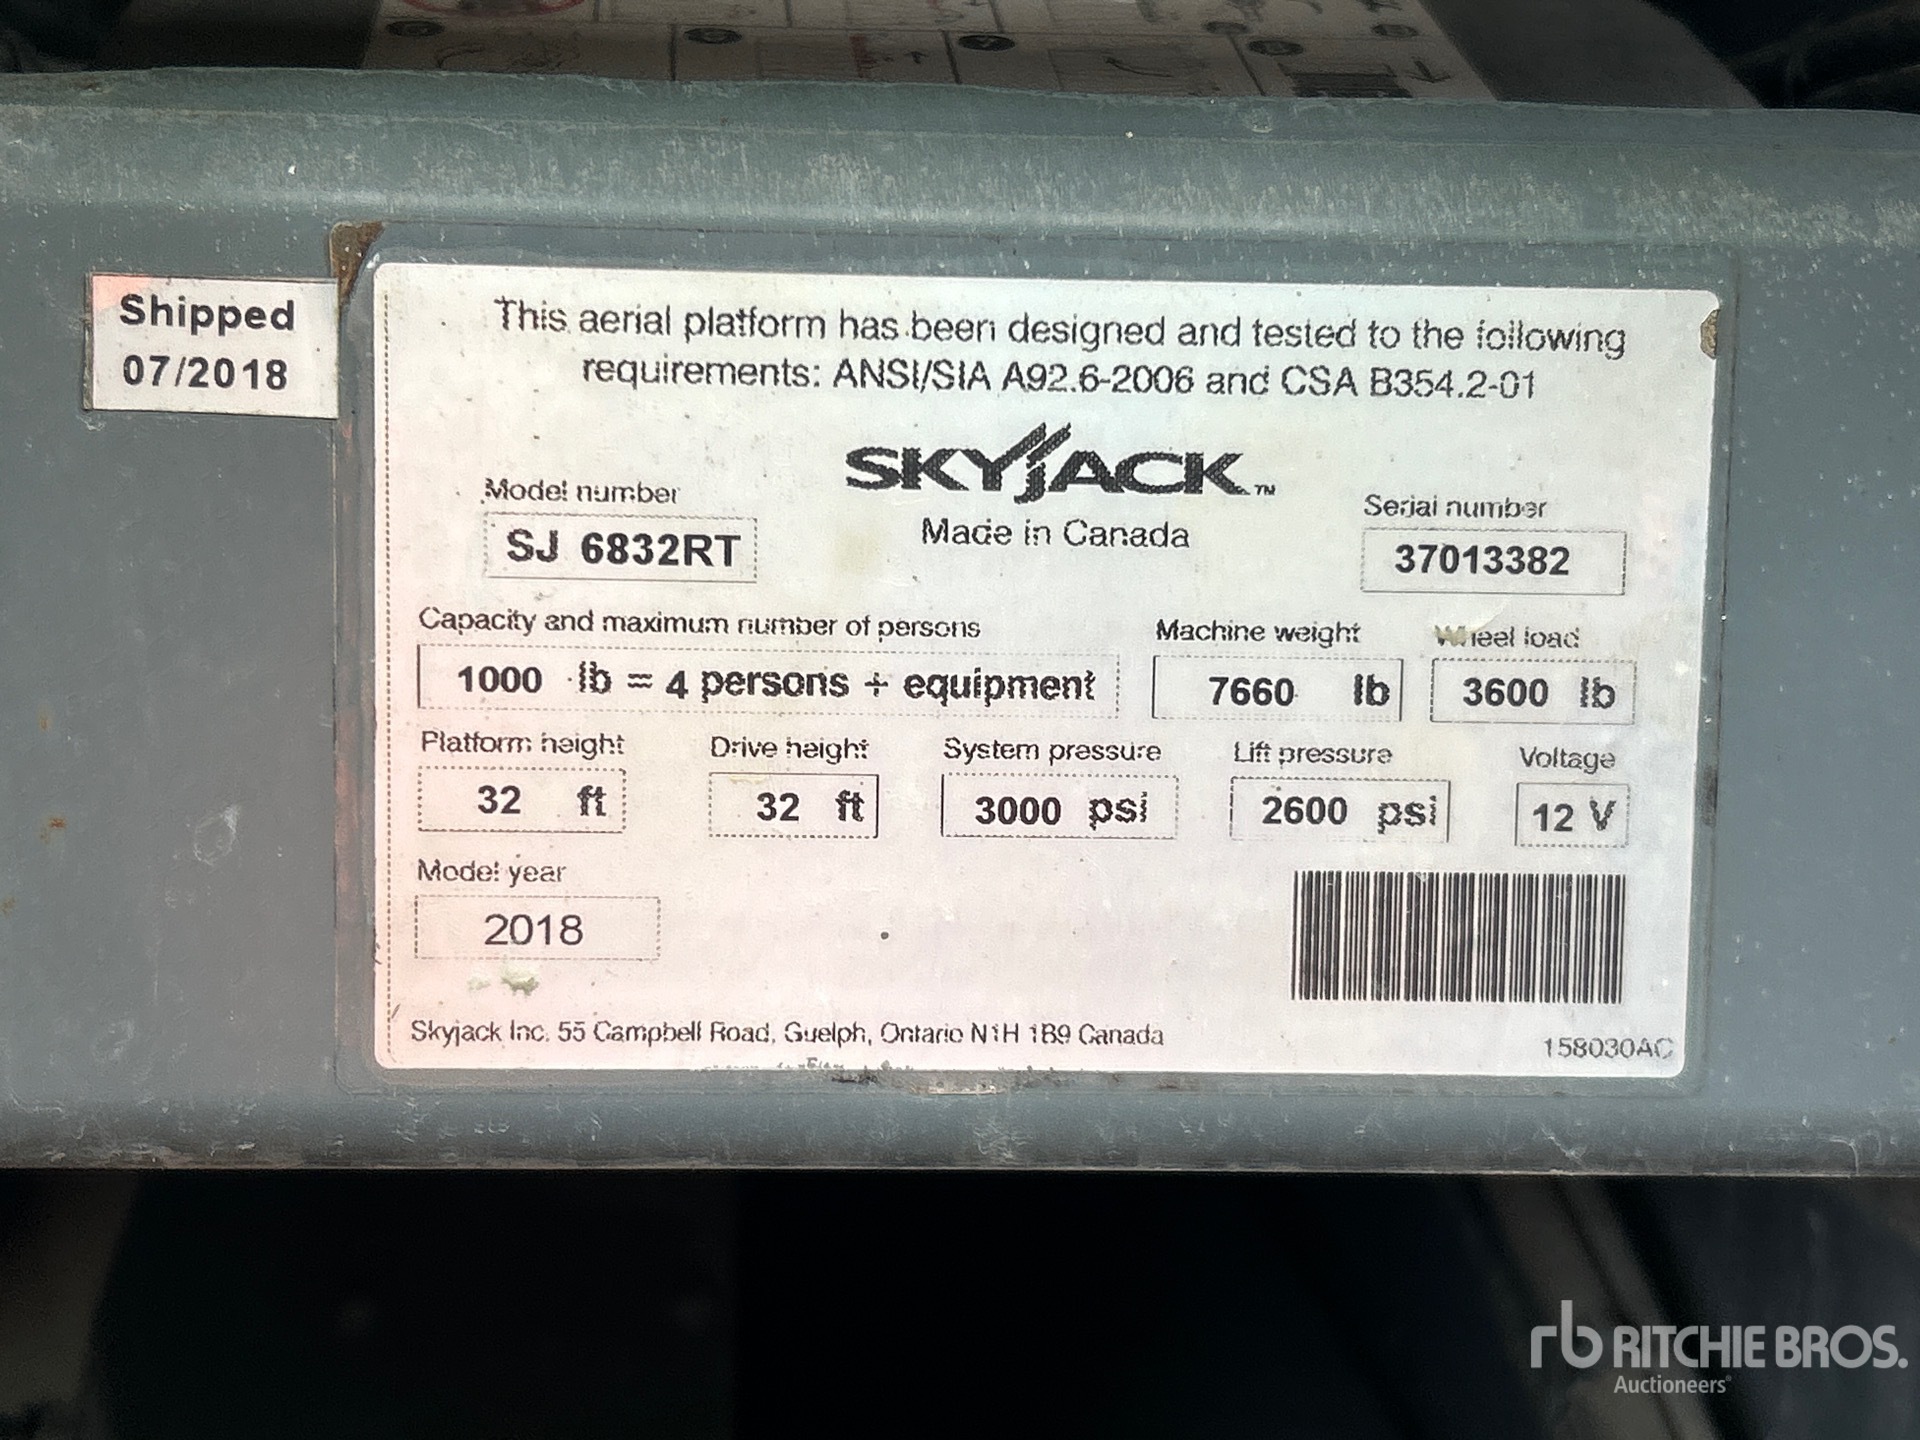 Shipped
07/2018
This aerial platform has been designed and tested to the following
requirements: ANSI/SIA A92.6-2006 and CSA B354.2-01
SKYJACK™
Made in Canada
Model number
SJ 6832RT
Serial number
37013382
Capacity and maximum number of persons
1000 lb = 4 persons + equipment
Machine weight
7660 lb
Wheel load
3600 lb
Platform height
32 ft
Drive height
32 ft
System pressure
3000 psi
Lift pressure
2600 psi
Voltage
12 V
Model year
2018
Skyjack Inc. 55 Campbell Road, Guelph, Ontario N1H 1B9 Canada
158030AC
rb RITCHIE BROS.
Auctioneers®